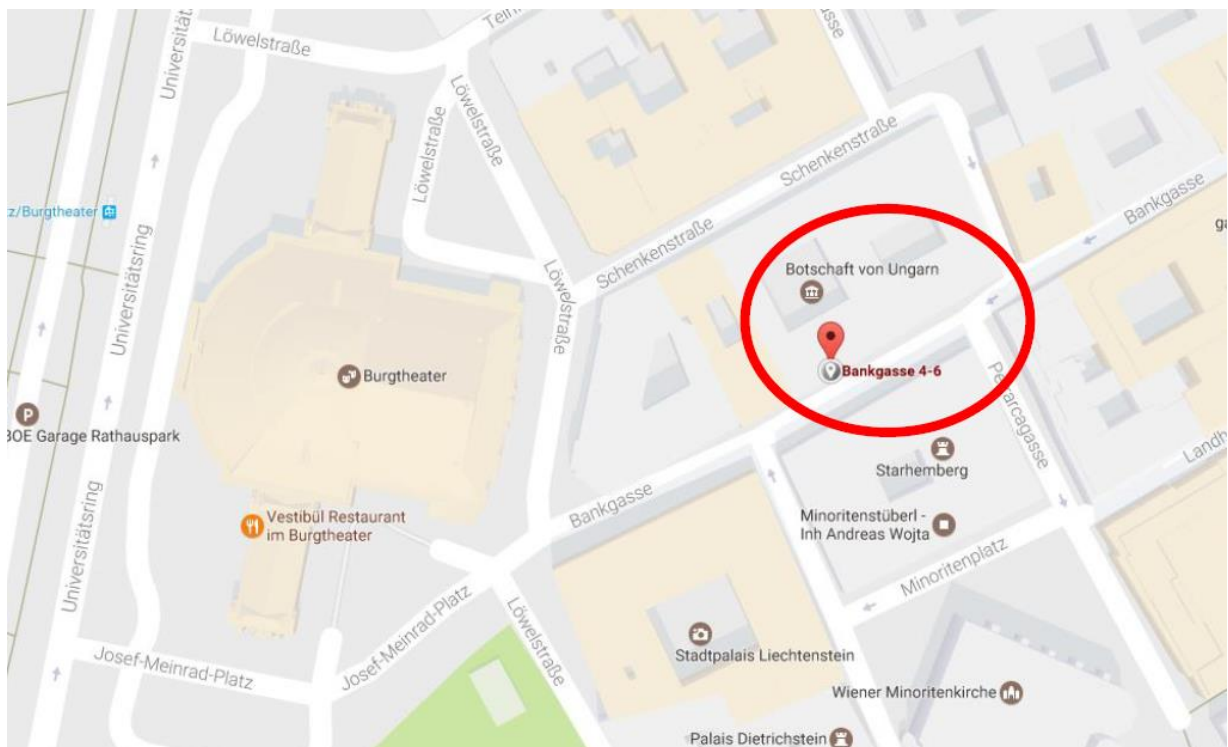 Universitätsring
Universitätsring
Löwelstraße
Löwelstraße
Löwelstraße
Schenkenstraße
Bankgasse
tz/Burgtheater
Universitätsring
Schenkenstraße
Botschaft von Ungarn
Löwelstraße
Burgtheater
Bankgasse 4-6
Petrarcagasse
BOE Garage Rathauspark
Starhemberg
Bankgasse
Vestibül Restaurant
im Burgtheater
Minoritenstüberl -
Inh Andreas Wojta
Minoritenplatz
Universitätsring
Löwelstraße
Josef-Meinrad-Platz
Josef-Meinrad-Platz
Stadtpalais Liechtenstein
Wiener Minoritenkirche
Palais Dietrichstein